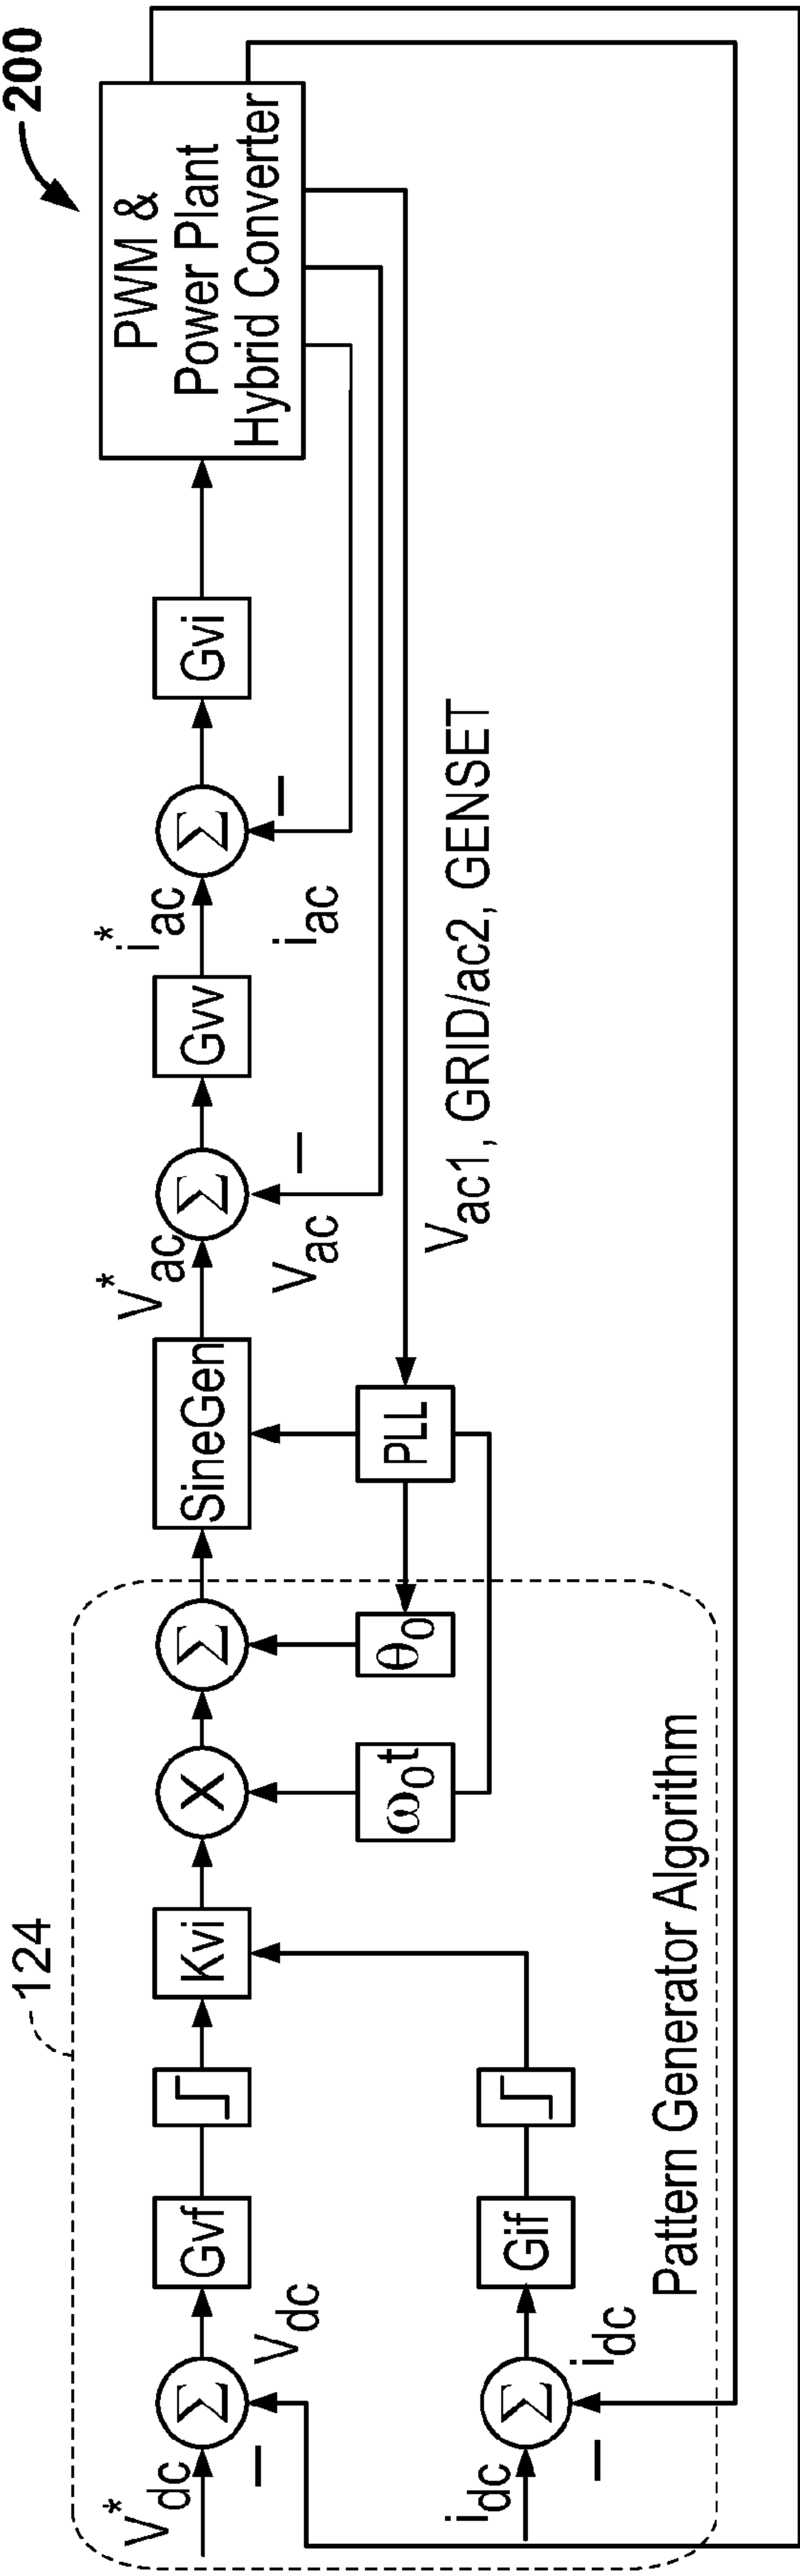 200
124
V*dc
Σ
Vdc
−
Gvf
Kvi
X
Σ
SineGen
V*ac
Σ
Vac
−
Gvv
i*ac
Σ
iac
−
Gvi
PWM &
Power Plant
Hybrid Converter
ω0t
θ0
PLL
Vac1, GRID/ac2, GENSET
idc
Σ
idc
−
Gif
Pattern Generator Algorithm